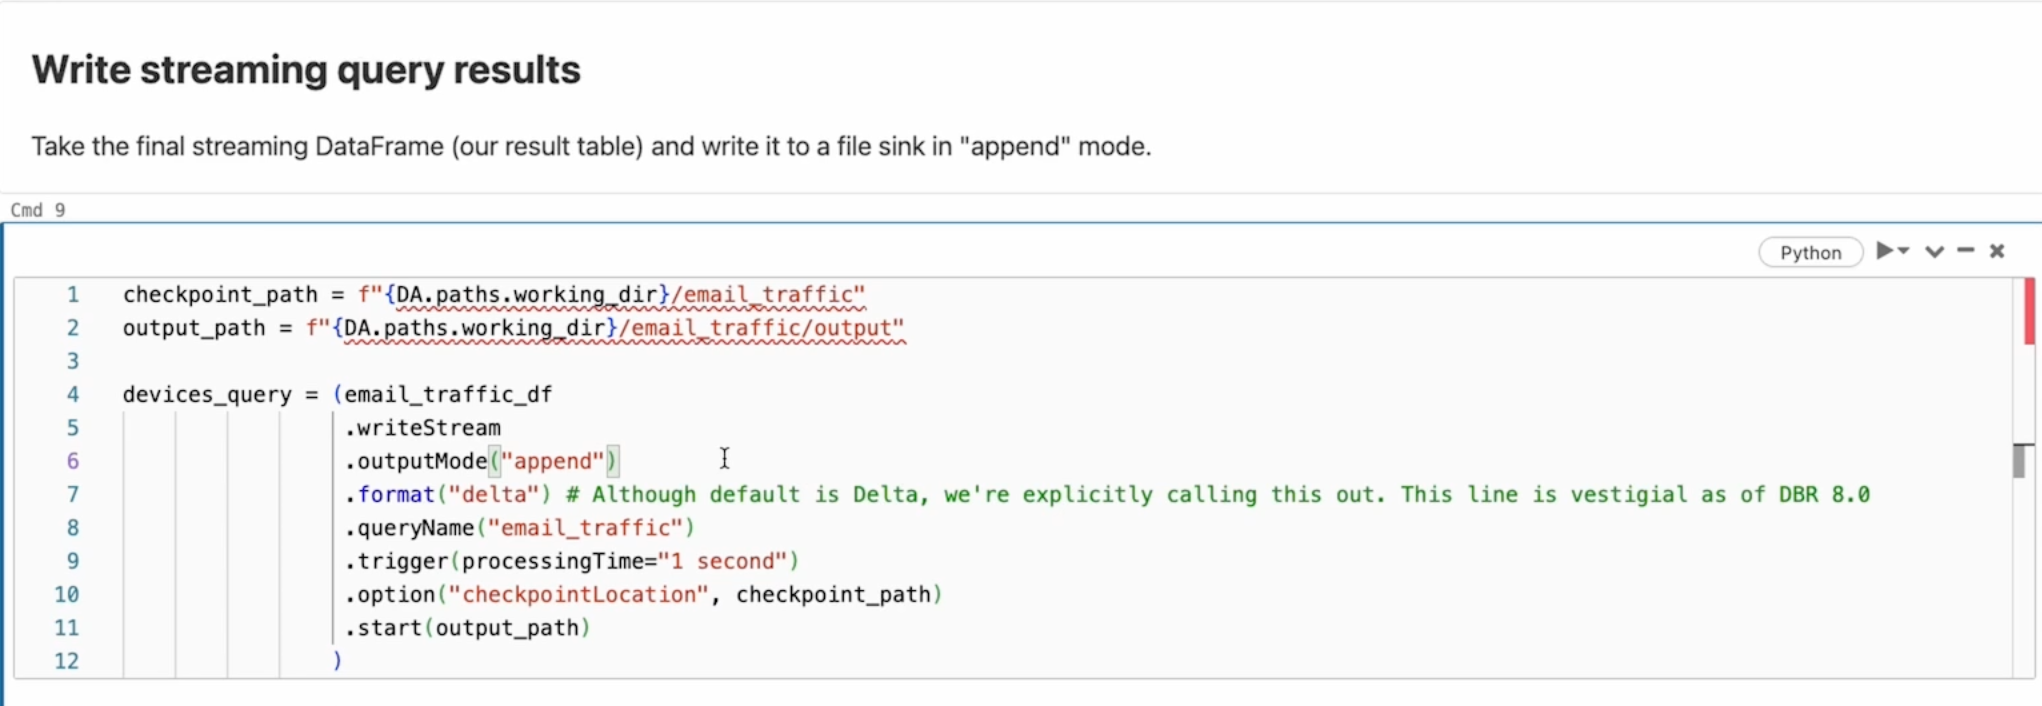 Write streaming query results
Take the final streaming DataFrame (our result table) and write it to a file sink in "append" mode.
Cmd 9
Python
1 checkpoint_path = f"{DA.paths.working_dir}/email_traffic"
2 output_path = f"{DA.paths.working_dir}/email_traffic/output"
3
4 devices_query = (email_traffic_df
5 .writeStream
6 .outputMode("append")
7 .format("delta") # Although default is Delta, we're explicitly calling this out. This line is vestigial as of DBR 8.0
8 .queryName("email_traffic")
9 .trigger(processingTime="1 second")
10 .option("checkpointLocation", checkpoint_path)
11 .start(output_path)
12 )